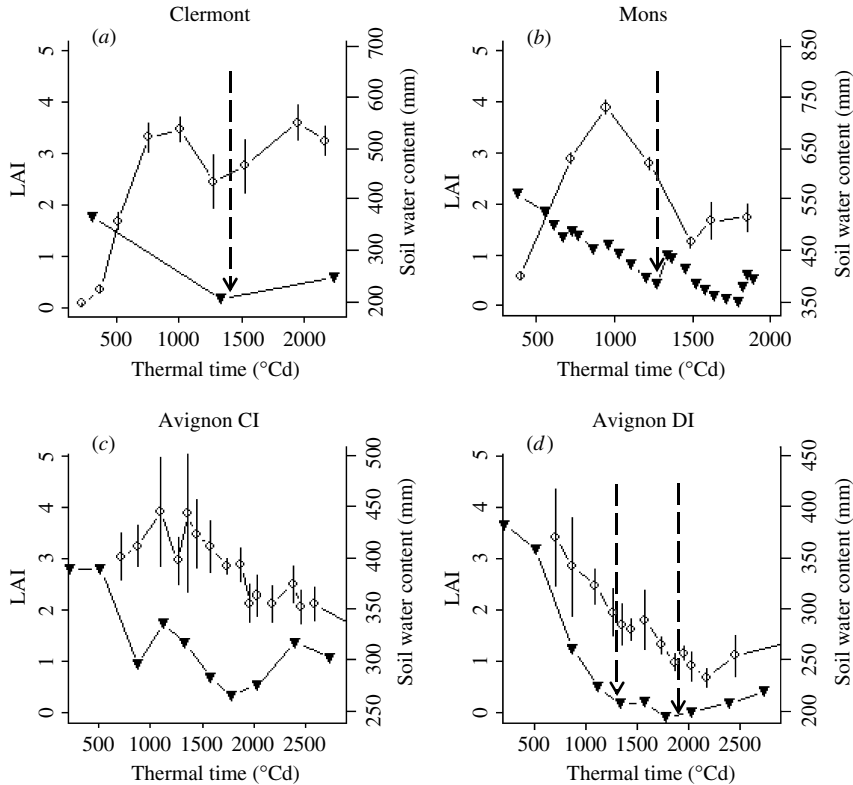 Clermont
(a)
LAI
0 1 2 3 4 5
500 1000 1500 2000
Thermal time (°Cd)
200 300 400 500 600 700
Soil water content (mm)
Mons
(b)
LAI
0 1 2 3 4 5
500 1000 1500 2000
Thermal time (°Cd)
350 450 550 650 750 850
Soil water content (mm)
Avignon CI
(c)
LAI
0 1 2 3 4 5
500 1000 1500 2000 2500
Thermal time (°Cd)
250 300 350 400 450 500
Soil water content (mm)
Avignon DI
(d)
LAI
0 1 2 3 4 5
500 1000 1500 2000 2500
Thermal time (°Cd)
200 250 300 350 400 450
Soil water content (mm)